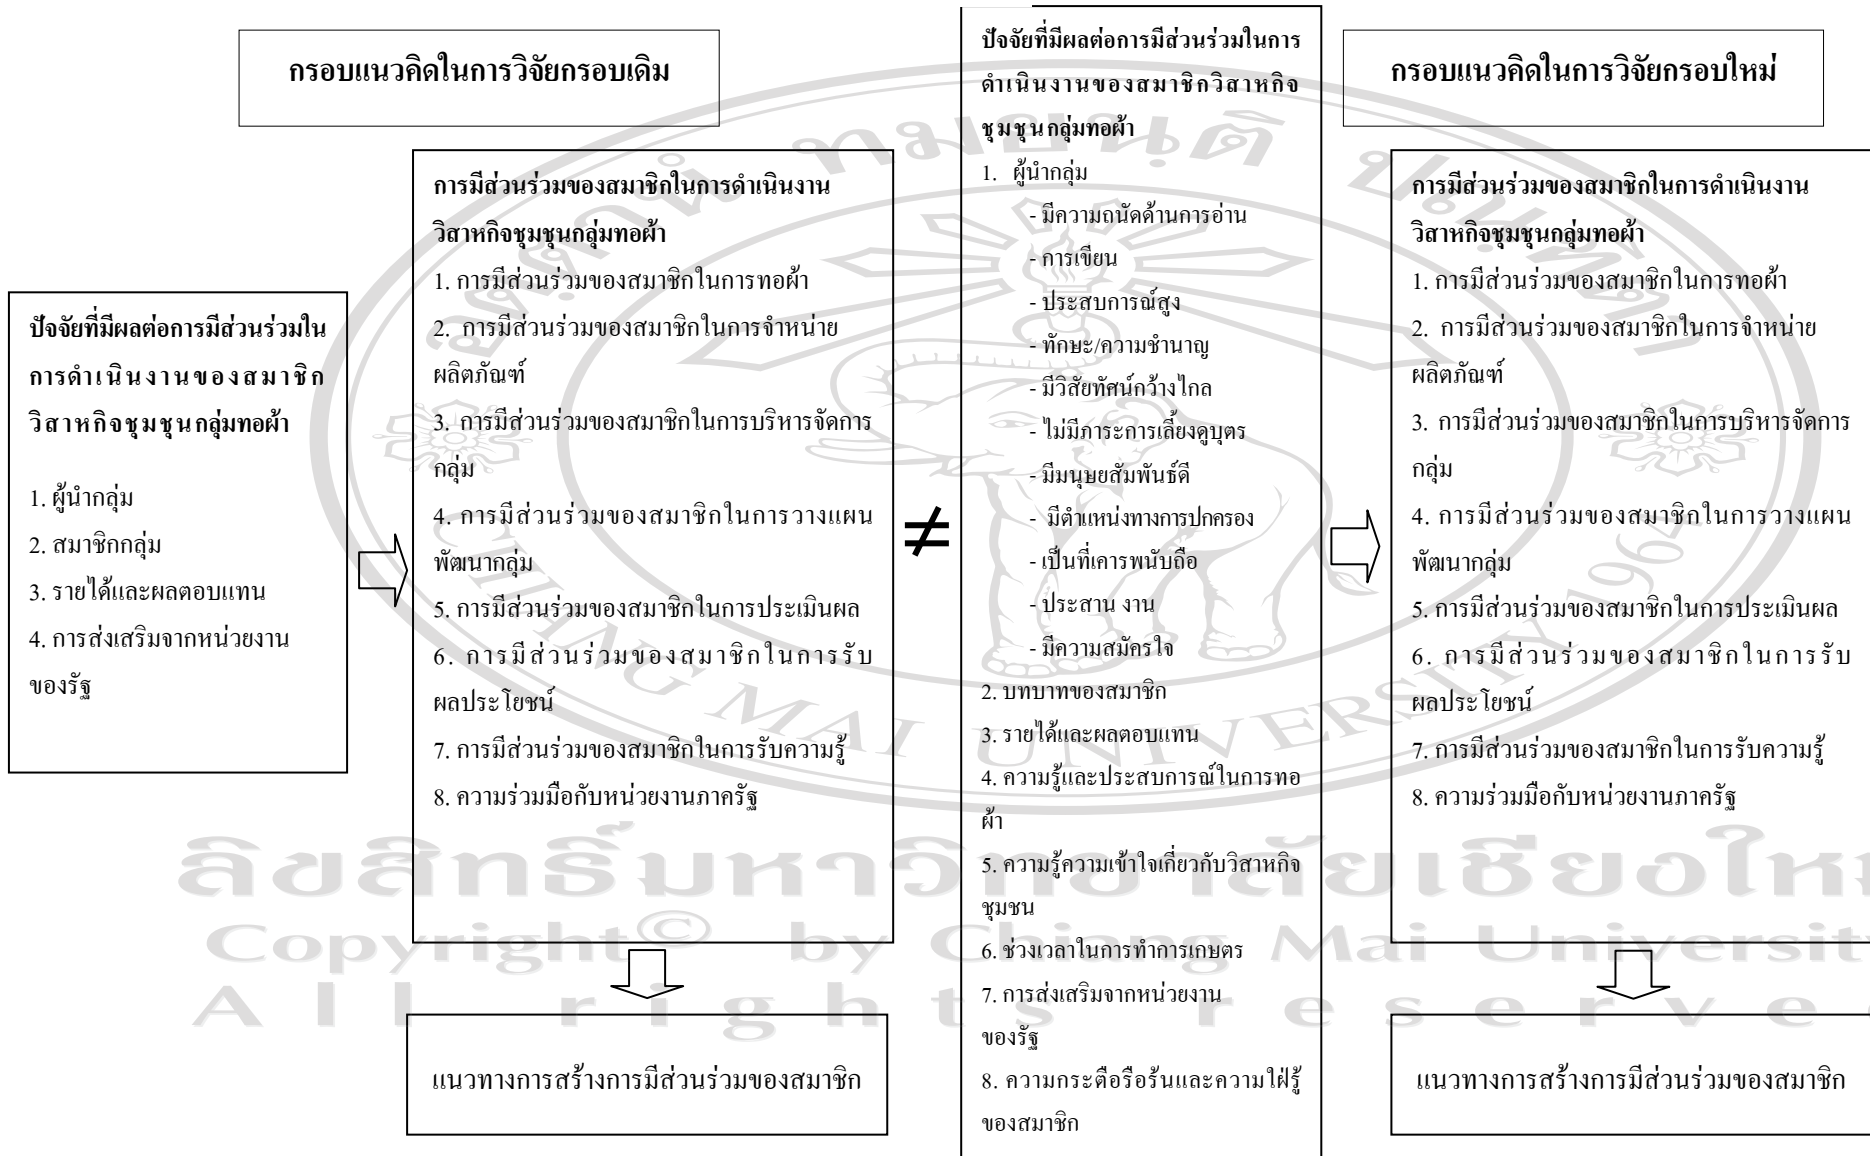 กรอบแนวคิดในการวิจัยกรอบเดิม
ปัจจัยที่มีผลต่อการมีส่วนร่วมใน
การดำเนินงานของสมาชิก
วิสาหกิจชุมชุนกลุ่มทอผ้า
1. ผู้นำกลุ่ม
2. สมาชิกกลุ่ม
3. รายได้และผลตอบแทน
4. การส่งเสริมจากหน่วยงาน
ของรัฐ
การมีส่วนร่วมของสมาชิกในการดำเนินงาน
วิสาหกิจชุมชุนกลุ่มทอผ้า
1. การมีส่วนร่วมของสมาชิกในการทอผ้า
2. การมีส่วนร่วมของสมาชิกในการจำหน่าย
ผลิตภัณฑ์
3. การมีส่วนร่วมของสมาชิกในการบริหารจัดการ
กลุ่ม
4. การมีส่วนร่วมของสมาชิกในการวางแผน
พัฒนากลุ่ม
5. การมีส่วนร่วมของสมาชิกในการประเมินผล
6. การมีส่วนร่วมของสมาชิกในการรับ
ผลประโยชน์
7. การมีส่วนร่วมของสมาชิกในการรับความรู้
8. ความร่วมมือกับหน่วยงานภาครัฐ
แนวทางการสร้างการมีส่วนร่วมของสมาชิก
≠
ปัจจัยที่มีผลต่อการมีส่วนร่วมในการ
ดำเนินงานของสมาชิกวิสาหกิจ
ชุมชุนกลุ่มทอผ้า
1. ผู้นำกลุ่ม
- มีความถนัดด้านการอ่าน
- การเขียน
- ประสบการณ์สูง
- ทักษะ/ความชำนาญ
- มีวิสัยทัศน์กว้างไกล
- ไม่มีภาระการเลี้ยงดูบุตร
- มีมนุษยสัมพันธ์ดี
- มีตำแหน่งทางการปกครอง
- เป็นที่เคารพนับถือ
- ประสาน งาน
- มีความสมัครใจ
2. บทบาทของสมาชิก
3. รายได้และผลตอบแทน
4. ความรู้และประสบการณ์ในการทอ
ผ้า
5. ความรู้ความเข้าใจเกี่ยวกับวิสาหกิจ
ชุมชน
6. ช่วงเวลาในการทำการเกษตร
7. การส่งเสริมจากหน่วยงาน
ของรัฐ
8. ความกระตือรือร้นและความใฝ่รู้
ของสมาชิก
กรอบแนวคิดในการวิจัยกรอบใหม่
การมีส่วนร่วมของสมาชิกในการดำเนินงาน
วิสาหกิจชุมชุนกลุ่มทอผ้า
1. การมีส่วนร่วมของสมาชิกในการทอผ้า
2. การมีส่วนร่วมของสมาชิกในการจำหน่าย
ผลิตภัณฑ์
3. การมีส่วนร่วมของสมาชิกในการบริหารจัดการ
กลุ่ม
4. การมีส่วนร่วมของสมาชิกในการวางแผน
พัฒนากลุ่ม
5. การมีส่วนร่วมของสมาชิกในการประเมินผล
6. การมีส่วนร่วมของสมาชิกในการรับ
ผลประโยชน์
7. การมีส่วนร่วมของสมาชิกในการรับความรู้
8. ความร่วมมือกับหน่วยงานภาครัฐ
แนวทางการสร้างการมีส่วนร่วมของสมาชิก
CHIANG MAI UNIVERSITY 1964
Copyright© by Chiang Mai Universit
All rights reserve